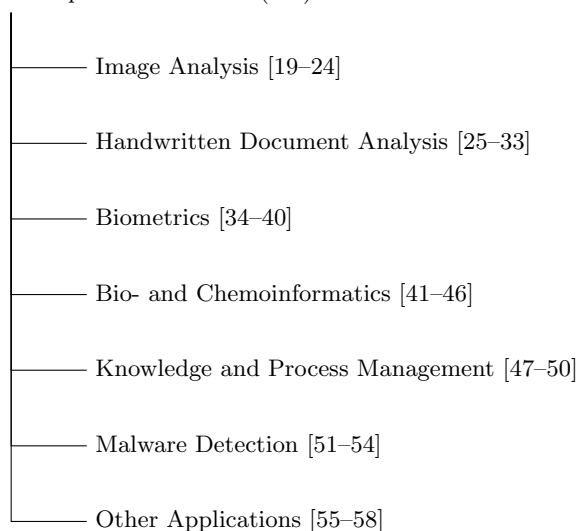 Image Analysis [19–24]
Handwritten Document Analysis [25–33]
Biometrics [34–40]
Bio- and Chemoinformatics [41–46]
Knowledge and Process Management [47–50]
Malware Detection [51–54]
Other Applications [55–58]